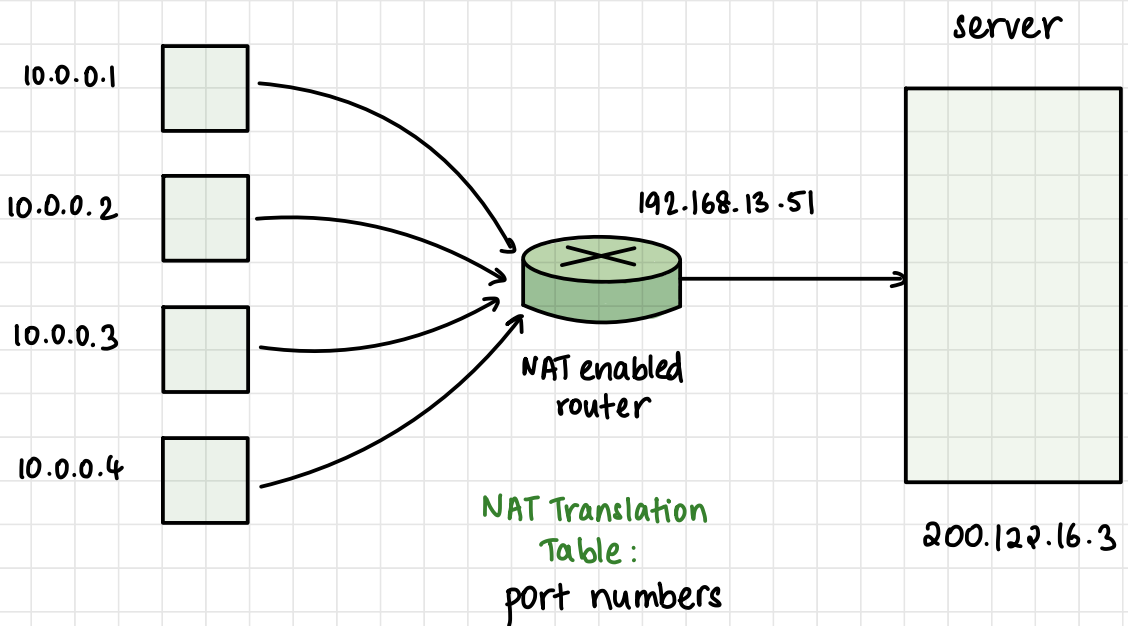 server
10.0.0.1
10.0.0.2
192.168.13.51
10.0.0.3
NAT enabled
router
10.0.0.4
NAT Translation
Table:
port numbers
200.122.16.3